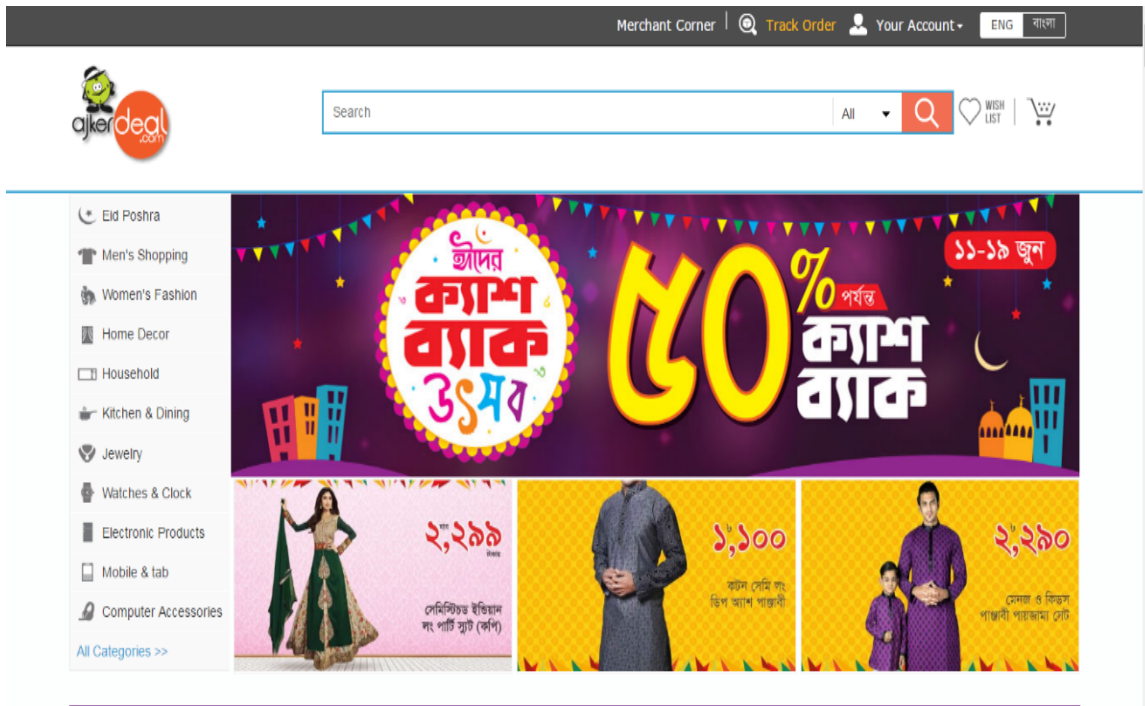 Merchant Corner
Track Order
Your Account
ENG
বাংলা
ajkerdeal
.com
Search
All
WISH
LIST
Eid Poshra
Men's Shopping
Women's Fashion
Home Decor
Household
Kitchen & Dining
Jewelry
Watches & Clock
Electronic Products
Mobile & tab
Computer Accessories
All Categories >>
ঈদের
ক্যাশ
ব্যাক
উৎসব
৫০%
পর্যন্ত
ক্যাশ
ব্যাক
১১-১৯ জুন
২,২৯৯
সেমিস্টিচড ইন্ডিয়ান
লং পার্টি স্যুট (কপি)
১,১০০
কটন সেমি লং
ডিপ অ্যাশ পাঞ্জাবী
২,২৯০
মেনজ ও কিডস
পাঞ্জাবী পায়জামা সেট